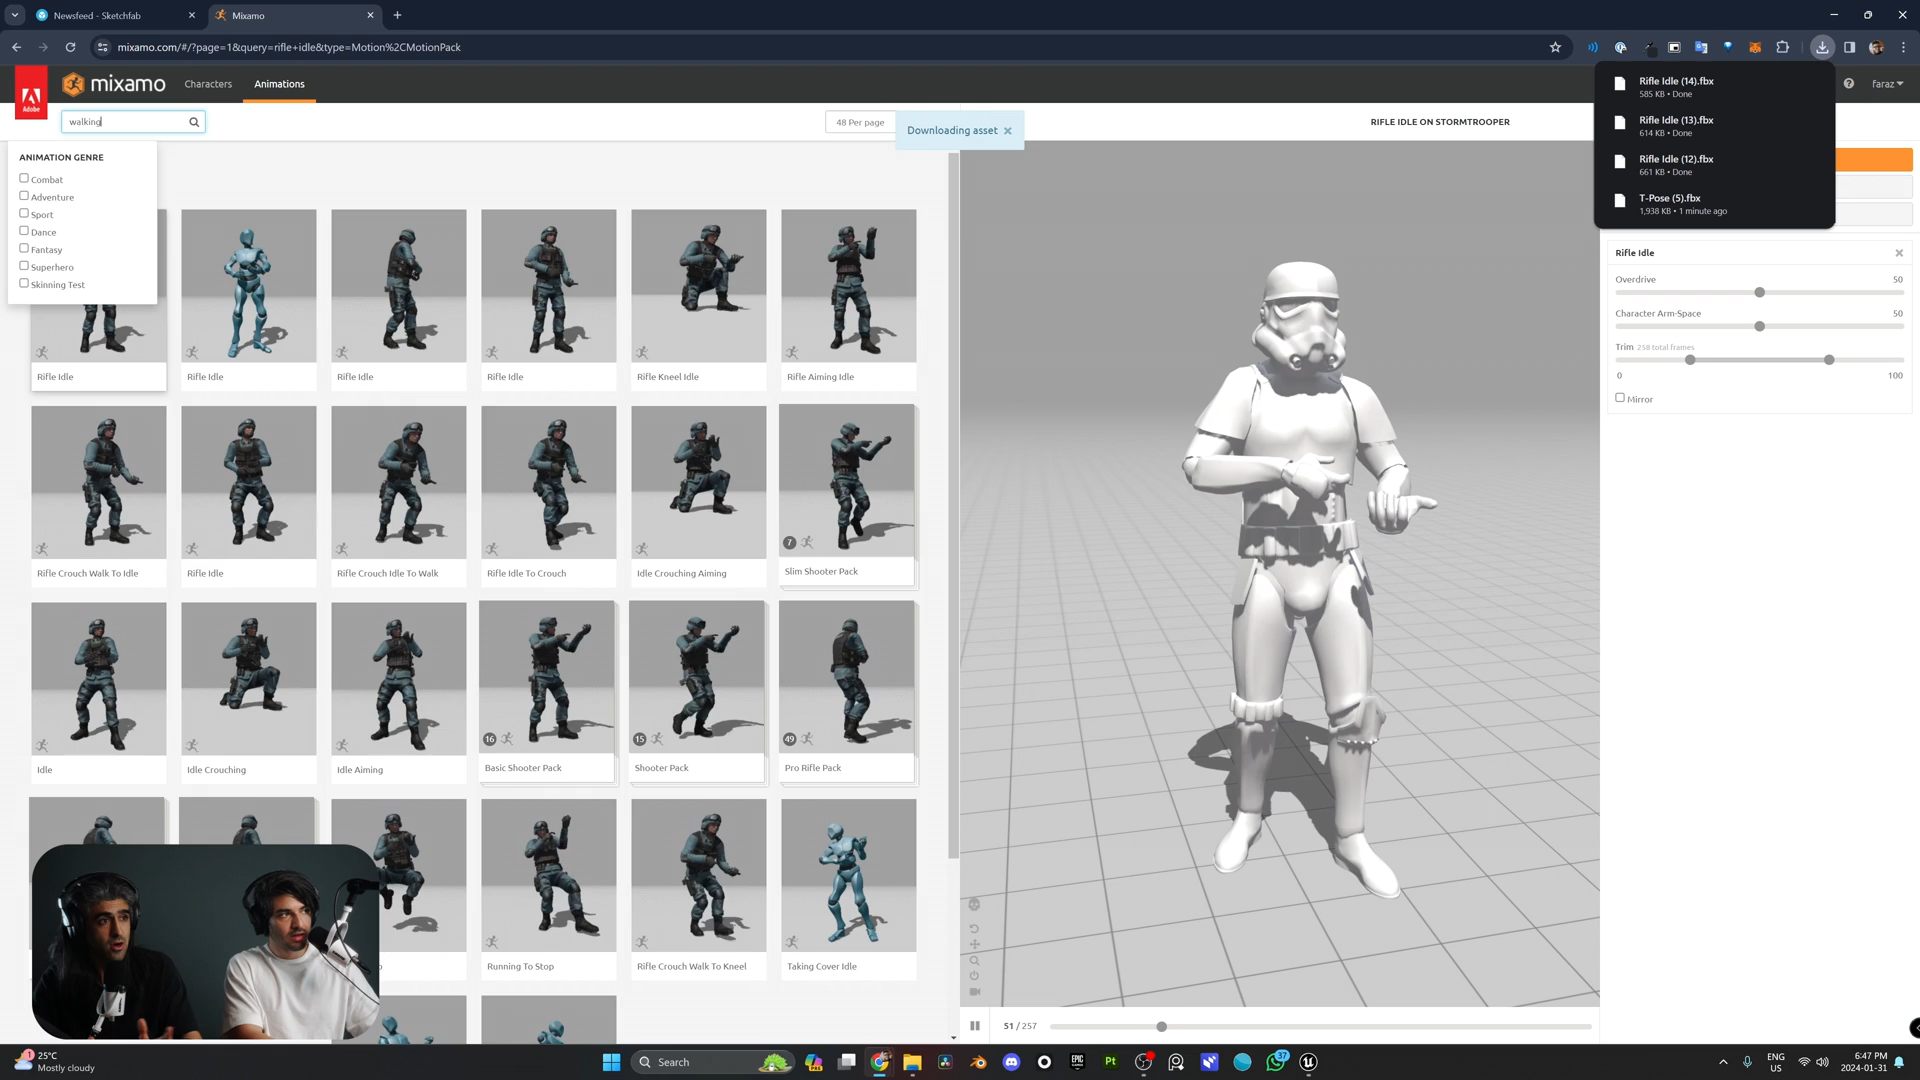 Newsfeed - Sketchfab
Mixamo
mixamo.com/#/?page=1&query=rifle+idle&type=Motion%2CMotionPack
Adobe
mixamo
Characters
Animations
faraz
walking
48 Per page
Downloading asset
RIFLE IDLE ON STORMTROOPER
Rifle Idle (14).fbx
585 KB • Done
Rifle Idle (13).fbx
614 KB • Done
Rifle Idle (12).fbx
661 KB • Done
T-Pose (5).fbx
1,938 KB • 1 minute ago
ANIMATION GENRE
Combat
Adventure
Sport
Dance
Fantasy
Superhero
Skinning Test
Rifle Idle
Overdrive 50
Character Arm-Space 50
Trim 258 total frames
0 100
Mirror
Rifle Idle
Rifle Idle
Rifle Idle
Rifle Idle
Rifle Kneel Idle
Rifle Aiming Idle
7
Rifle Crouch Walk To Idle
Rifle Idle
Rifle Crouch Idle To Walk
Rifle Idle To Crouch
Idle Crouching Aiming
Slim Shooter Pack
16
15
49
Idle
Idle Crouching
Idle Aiming
Basic Shooter Pack
Shooter Pack
Pro Rifle Pack
Running To Stop
Rifle Crouch Walk To Kneel
Taking Cover Idle
51 / 257
1
25°C
Mostly cloudy
Search
PRE
EPIC
GAMES
Pt
37
ENG
US
6:47 PM
2024-01-31